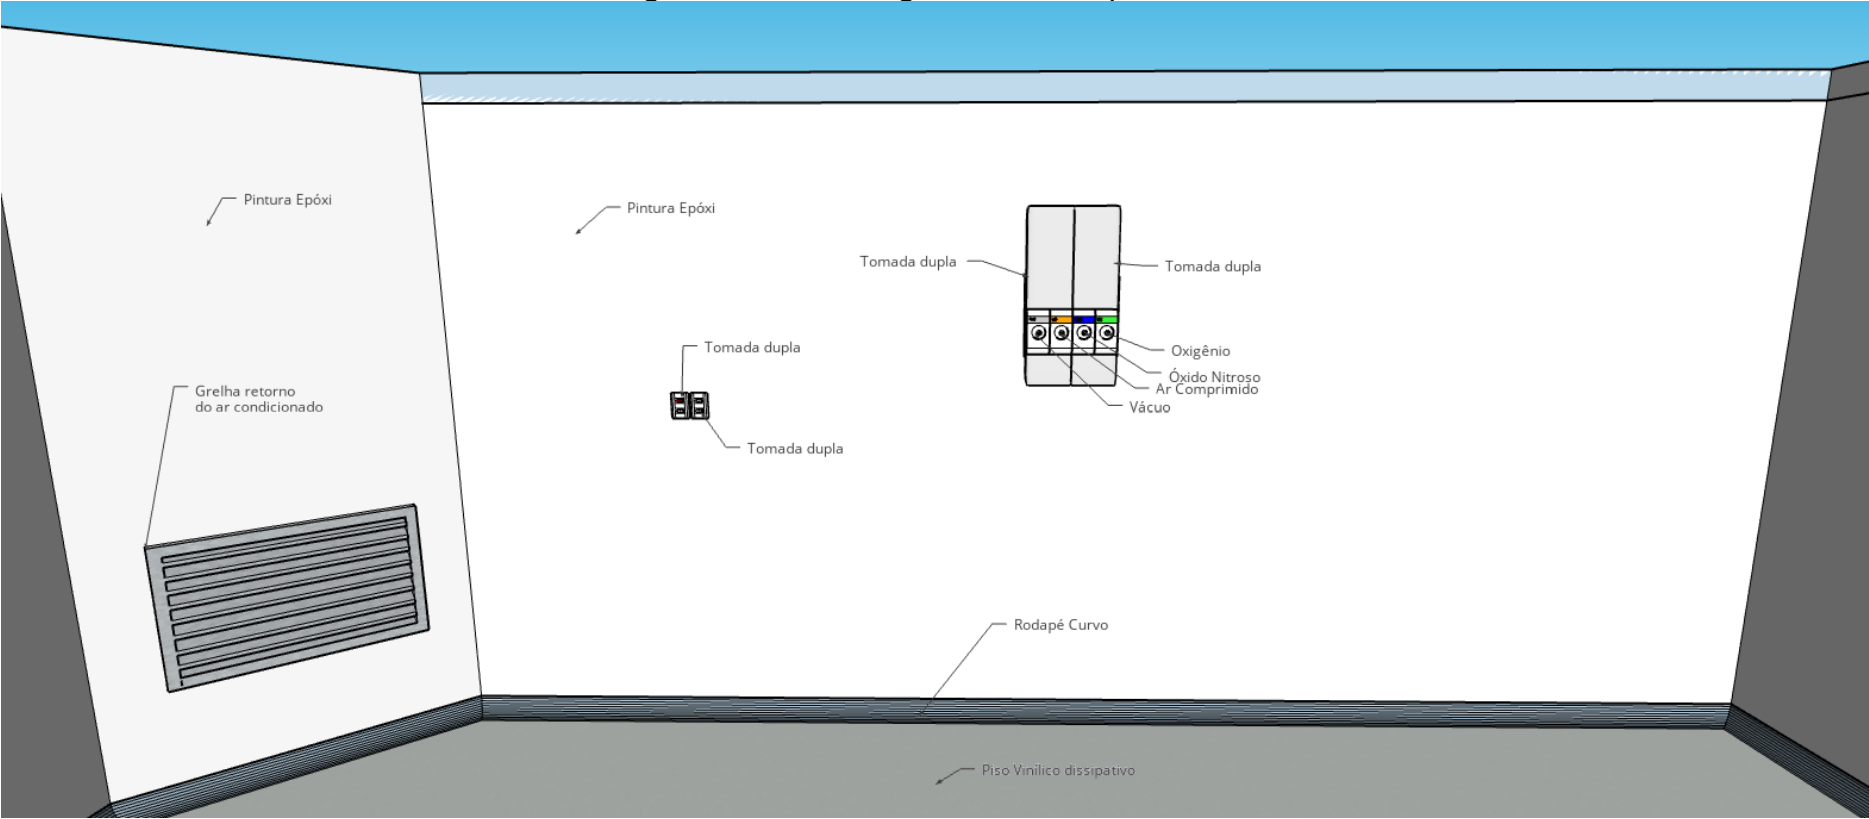 Pintura Epóxi
Pintura Epóxi
Tomada dupla
Tomada dupla
Tomada dupla
Oxigênio
Óxido Nitroso
Ar Comprimido
Vácuo
Grelha retorno
do ar condicionado
Tomada dupla
Rodapé Curvo
Piso Vinílico dissipativo